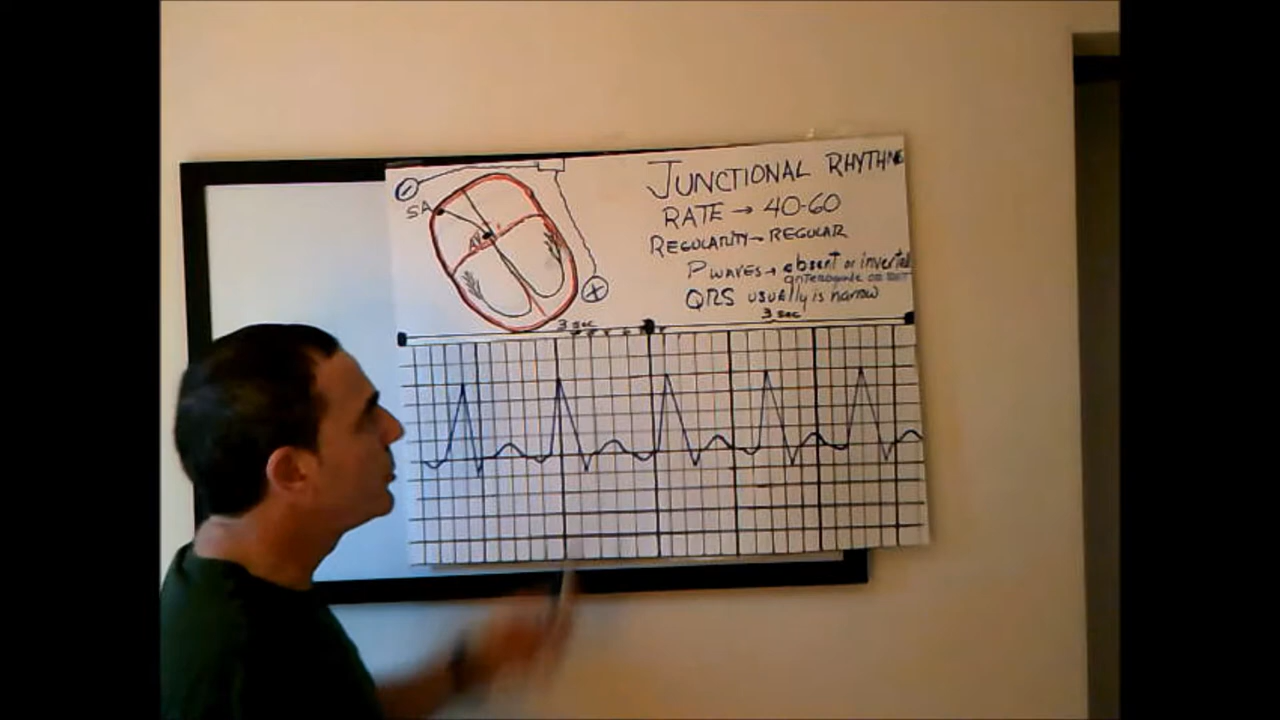 JUNCTIONAL RHYTHM
RATE → 40-60
REGULARITY → REGULAR
P WAVES → absent or inverted
QRS usually is narrow
SA
AV
3 sec
3 sec